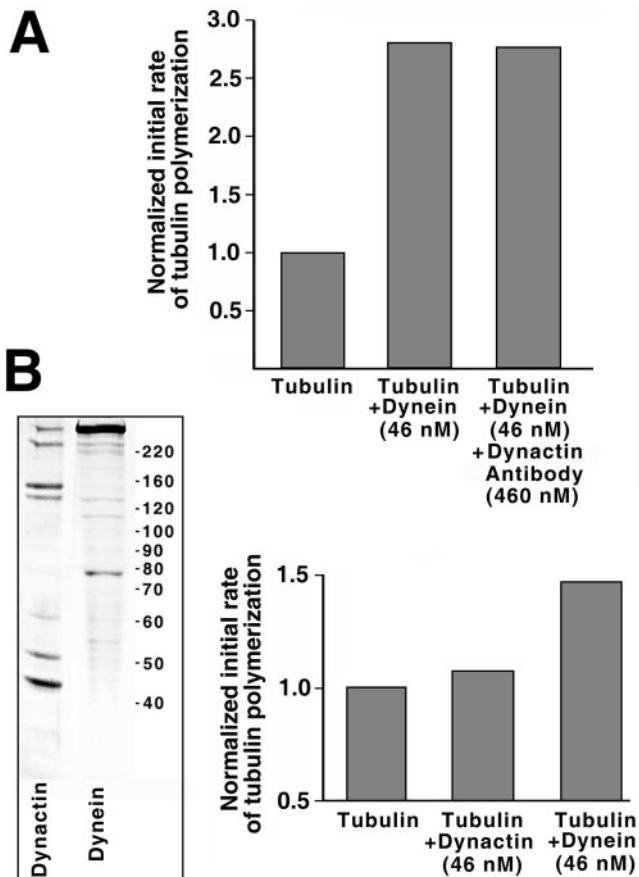 A
Normalized initial rate
of tubulin polymerization
3.0
2.5
2.0
1.5
1.0
0.5
Tubulin
Tubulin
+Dynein
(46 nM)
Tubulin
+Dynein
(46 nM)
+Dynactin
Antibody
(460 nM)
B
-220
-160
-120
-100
-90
-80
-70
-60
-50
-40
Dynactin
Dynein
Normalized initial rate
of tubulin polymerization
1.5
1.0
0.5
Tubulin
Tubulin
+Dynactin
(46 nM)
Tubulin
+Dynein
(46 nM)